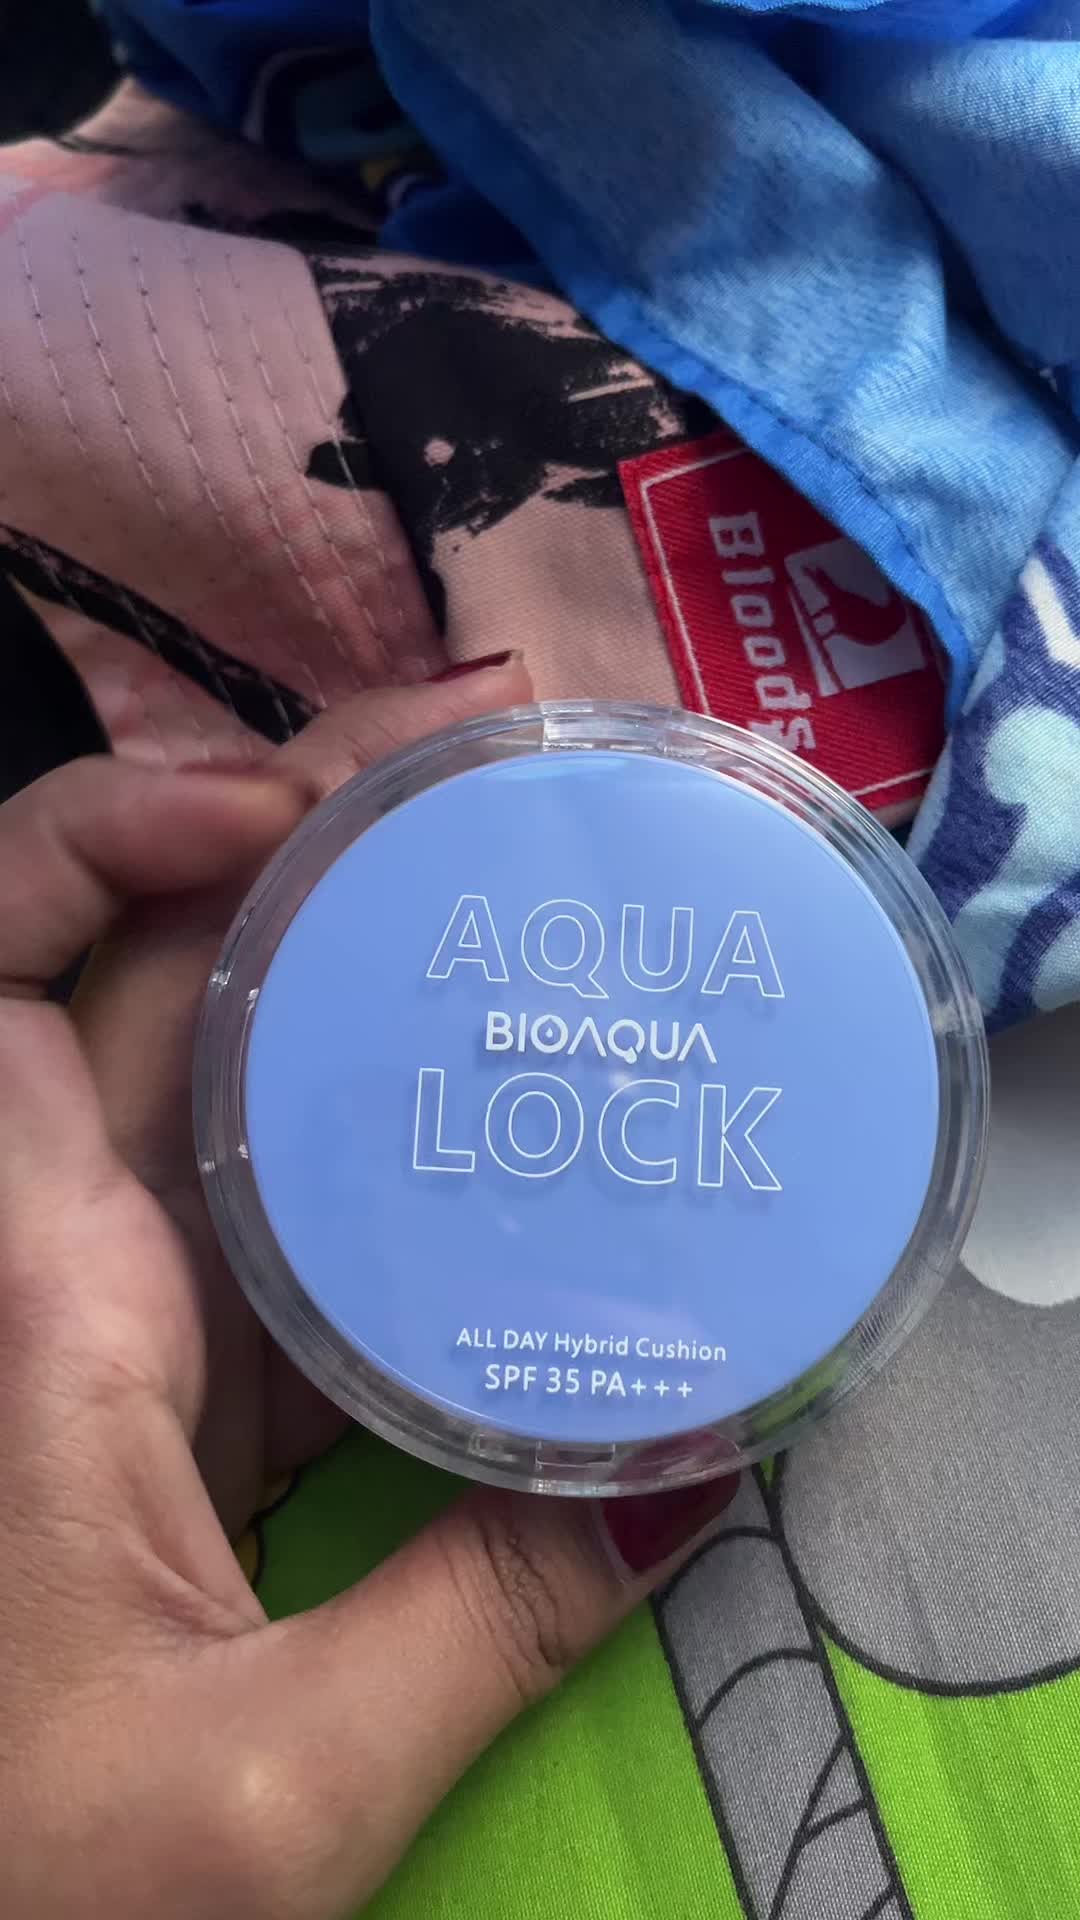 Bloods
AQUA
BIOAQUA
LOCK
ALL DAY Hybrid Cushion
SPF 35 PA+++